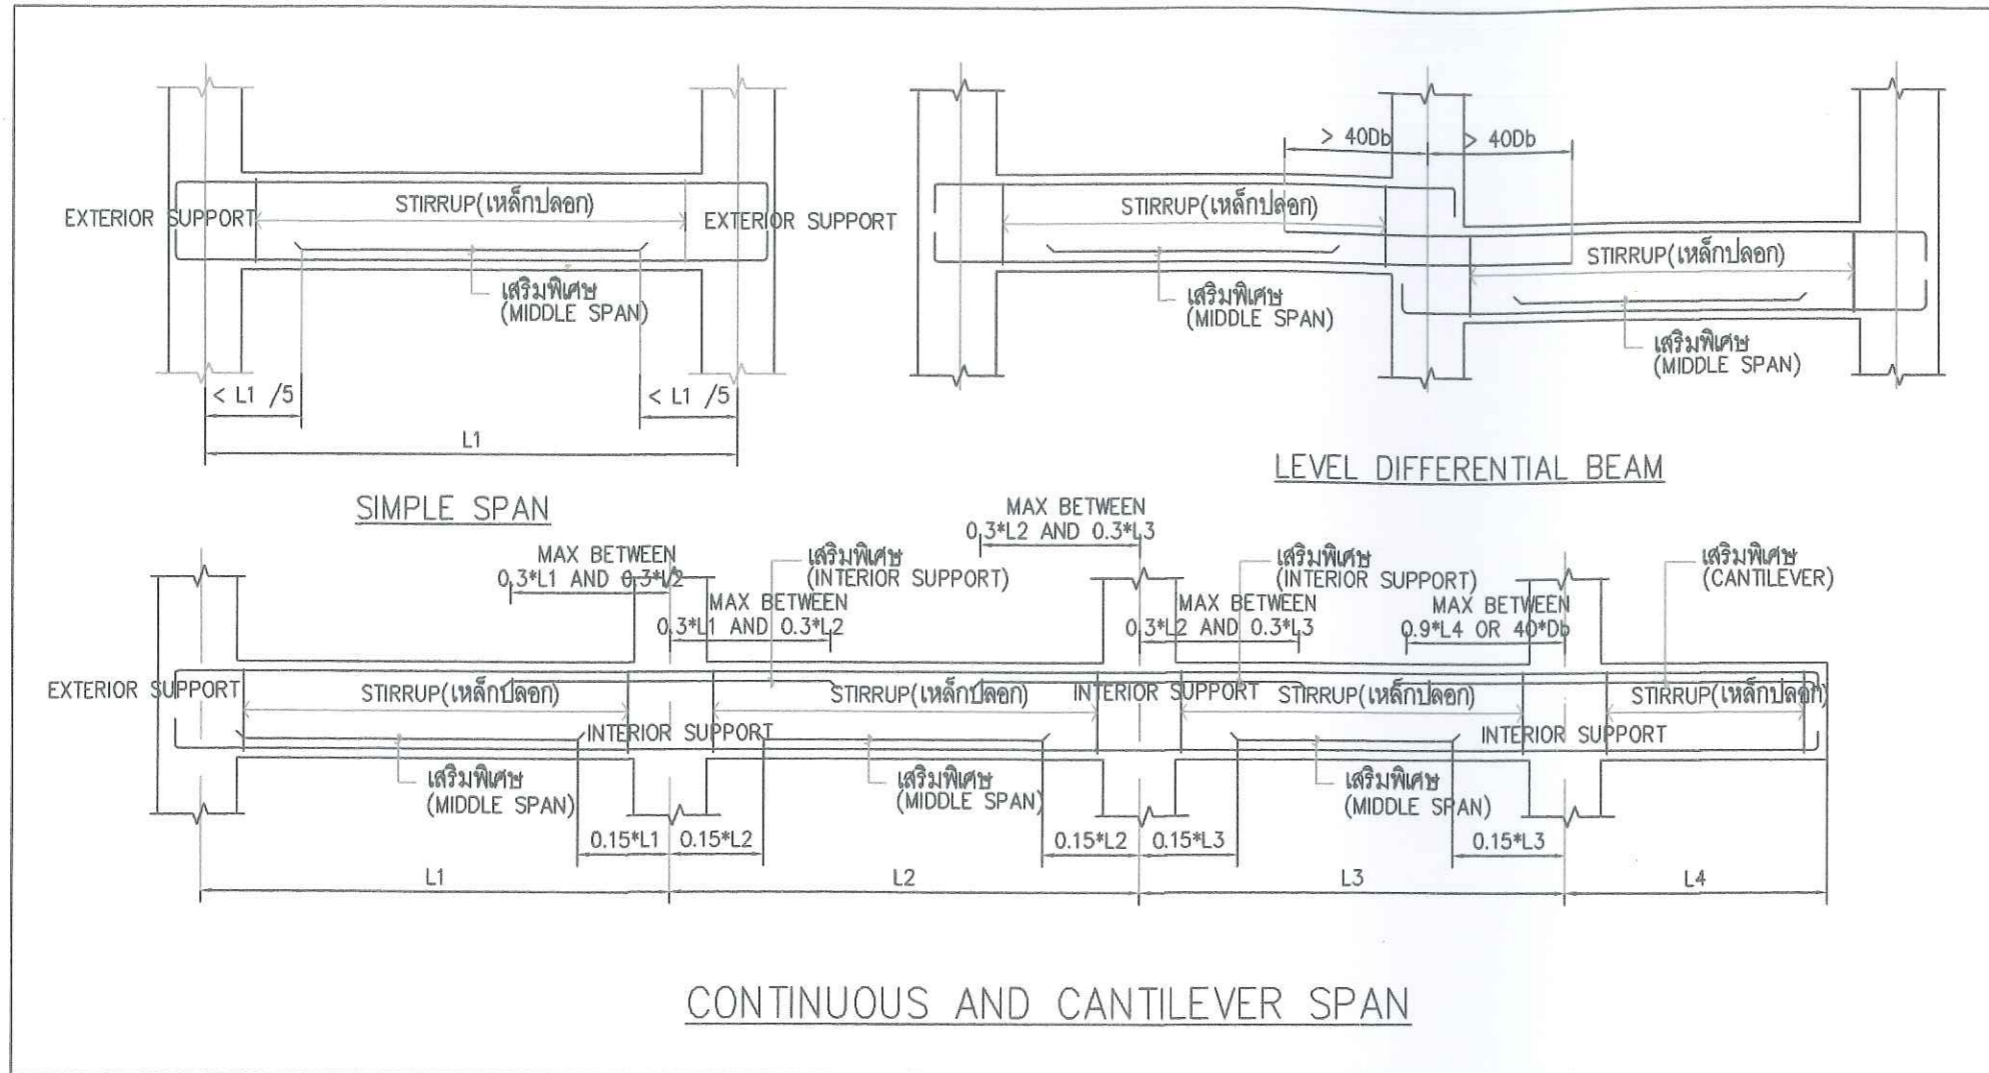 EXTERIOR SUPPORT
STIRRUP(เหล็กปลอก)
EXTERIOR SUPPORT
เสริมพิเศษ
(MIDDLE SPAN)
< L1 /5
< L1 /5
L1
SIMPLE SPAN
> 40Db
> 40Db
STIRRUP(เหล็กปลอก)
STIRRUP(เหล็กปลอก)
เสริมพิเศษ
(MIDDLE SPAN)
เสริมพิเศษ
(MIDDLE SPAN)
LEVEL DIFFERENTIAL BEAM
MAX BETWEEN
0.3*L1 AND 0.3*L2
MAX BETWEEN
0.3*L1 AND 0.3*L2
เสริมพิเศษ
(INTERIOR SUPPORT)
MAX BETWEEN
0.3*L2 AND 0.3*L3
MAX BETWEEN
0.3*L2 AND 0.3*L3
เสริมพิเศษ
(INTERIOR SUPPORT)
MAX BETWEEN
0.9*L4 OR 40*Db
เสริมพิเศษ
(CANTILEVER)
EXTERIOR SUPPORT
STIRRUP(เหล็กปลอก)
INTERIOR SUPPORT
STIRRUP(เหล็กปลอก)
INTERIOR SUPPORT
STIRRUP(เหล็กปลอก)
INTERIOR SUPPORT
STIRRUP(เหล็กปลอก)
เสริมพิเศษ
(MIDDLE SPAN)
เสริมพิเศษ
(MIDDLE SPAN)
เสริมพิเศษ
(MIDDLE SPAN)
0.15*L1
0.15*L2
0.15*L2
0.15*L3
0.15*L3
L1
L2
L3
L4
CONTINUOUS AND CANTILEVER SPAN